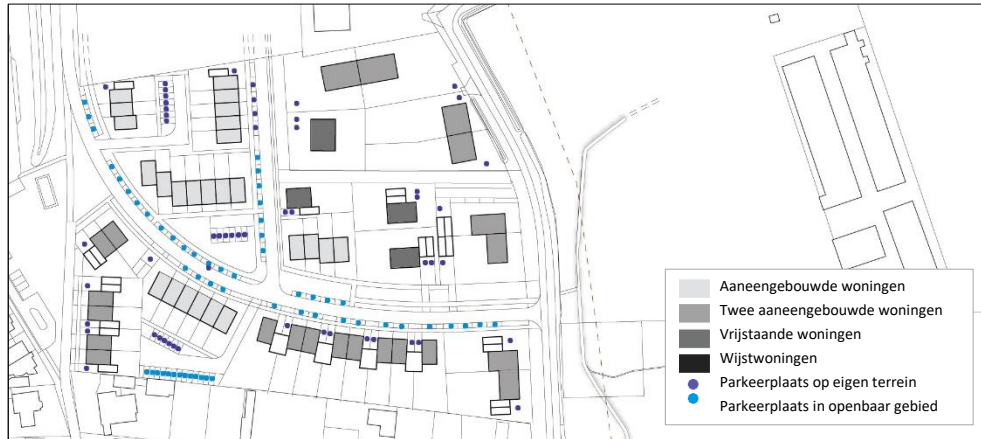 Aaneengebouwde woningen
Twee aaneengebouwde woningen
Vrijstaande woningen
Wijstwoningen
Parkeerplaats op eigen terrein
Parkeerplaats in openbaar gebied